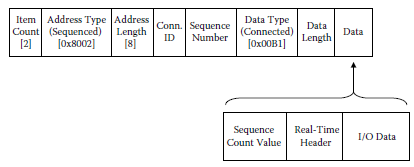 Item Count [2]
Address Type (Sequenced) [0x8002]
Address Length [8]
Conn. ID
Sequence Number
Data Type (Connected) [0x00B1]
Data Length
Data
Sequence Count Value
Real-Time Header
I/O Data